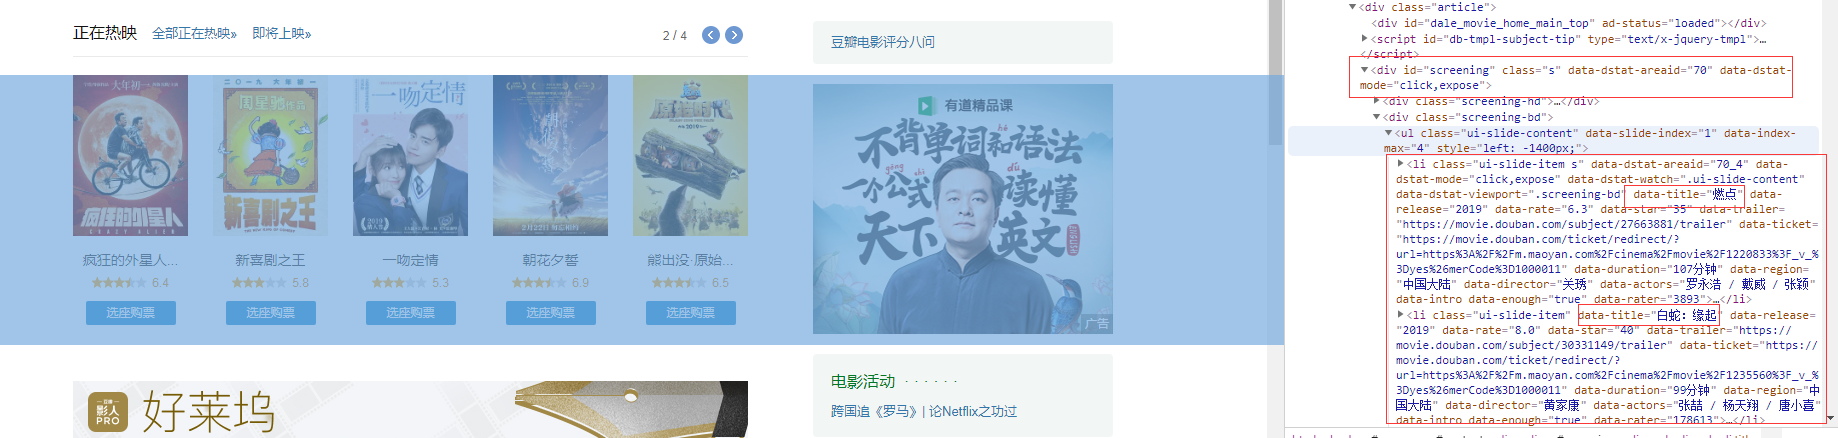 正在热映 全部正在热映» 即将上映» 2 / 4
大年初一
疯狂的外星人
CRAZY ALIEN
二〇一九 大年初一
周星驰作品
新喜剧之王
一吻定情
2月22日 勿忘相约
原始时代
2019
疯狂的外星人... 新喜剧之王 一吻定情 朝花夕誓 熊出没·原始...
6.4 5.8 5.3 6.9 6.5
选座购票 选座购票 选座购票 选座购票 选座购票
影人
PRO
好莱坞
豆瓣电影评分八问
有道精品课
不背单词和语法
一个公式读懂
天下英文
ENGLISH
广告
电影活动 · · · · · ·
跨国追《罗马》| 论Netflix之功过
▼<div class="article">
<div id="dale_movie_home_main_top" ad-status="loaded"></div>
▶<script id="db-tmpl-subject-tip" type="text/x-jquery-tmpl">…
</script>
▼<div id="screening" class="s" data-dstat-areaid="70" data-dstat-
mode="click,expose">
▶<div class="screening-hd">…</div>
▼<div class="screening-bd">
▼<ul class="ui-slide-content" data-slide-index="1" data-index-
max="4" style="left: -1400px;">
▶<li class="ui-slide-item s" data-dstat-areaid="70_4" data-
dstat-mode="click,expose" data-dstat-watch=".ui-slide-content"
data-dstat-viewport=".screening-bd" data-title="燃点" data-
release="2019" data-rate="6.3" data-star="35" data-trailer=
"https://movie.douban.com/subject/27663881/trailer" data-ticket=
"https://movie.douban.com/ticket/redirect/?
url=https%3A%2F%2Fm.maoyan.com%2Fcinema%2Fmovie%2F1220833%3F_v_%
3Dyes%26merCode%3D1000011" data-duration="107分钟" data-region=
"中国大陆" data-director="关琇" data-actors="罗永浩 / 戴威 / 张颖"
data-intro data-enough="true" data-rater="3893">…</li>
▶<li class="ui-slide-item" data-title="白蛇：缘起" data-release=
"2019" data-rate="8.0" data-star="40" data-trailer="https://
movie.douban.com/subject/30331149/trailer" data-ticket="https://
movie.douban.com/ticket/redirect/?
url=https%3A%2F%2Fm.maoyan.com%2Fcinema%2Fmovie%2F1235560%3F_v_%
3Dyes%26merCode%3D1000011" data-duration="99分钟" data-region="中
国大陆" data-director="黄家康" data-actors="张喆 / 杨天翔 / 唐小喜"
data-intro data-enough="true" data-rater="178613">…</li>